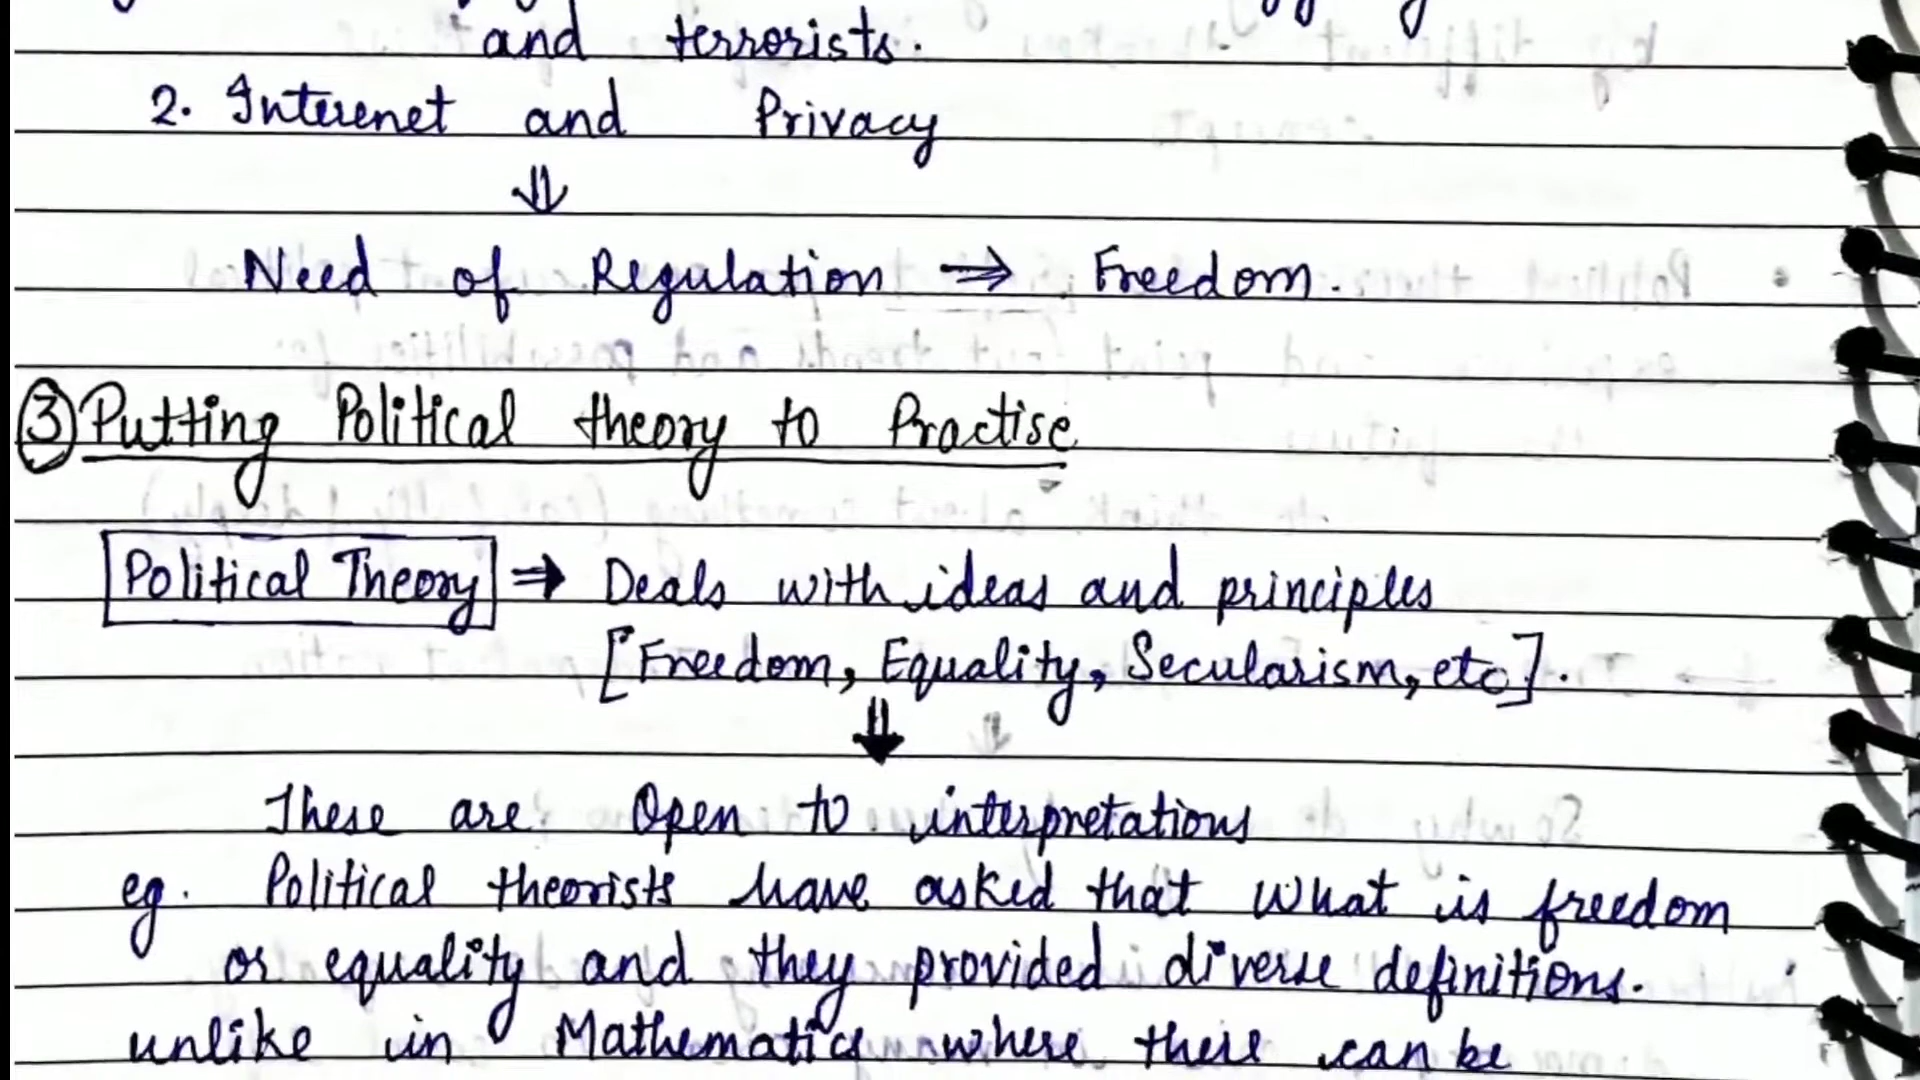 and terrorists.
2. Interenet and Privacy
⇓
Need of Regulation ⇒ Freedom.
③ Putting Political theory to Practise
Political Theory ⇒ Deals with ideas and principles
[Freedom, Equality, Secularism, etc].
⇓
These are Open to interpretations
eg. Political theorists have asked that what is freedom
or equality and they provided diverse definitions.
unlike in Mathematics where there can be